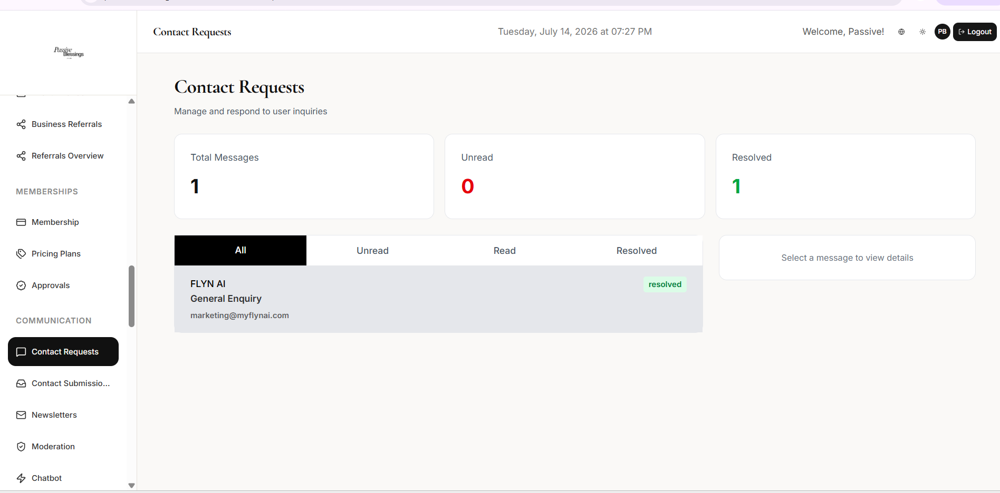 Contact Requests
Tuesday, July 14, 2026 at 07:27 PM
Welcome, Passive!
PB
Logout
Passive
Blessings
Business Referrals
Referrals Overview
MEMBERSHIPS
Membership
Pricing Plans
Approvals
COMMUNICATION
Contact Requests
Contact Submissio...
Newsletters
Moderation
Chatbot
Contact Requests
Manage and respond to user inquiries
Total Messages
1
Unread
0
Resolved
1
All
Unread
Read
Resolved
FLYN AI
resolved
General Enquiry
marketing@myflynai.com
Select a message to view details